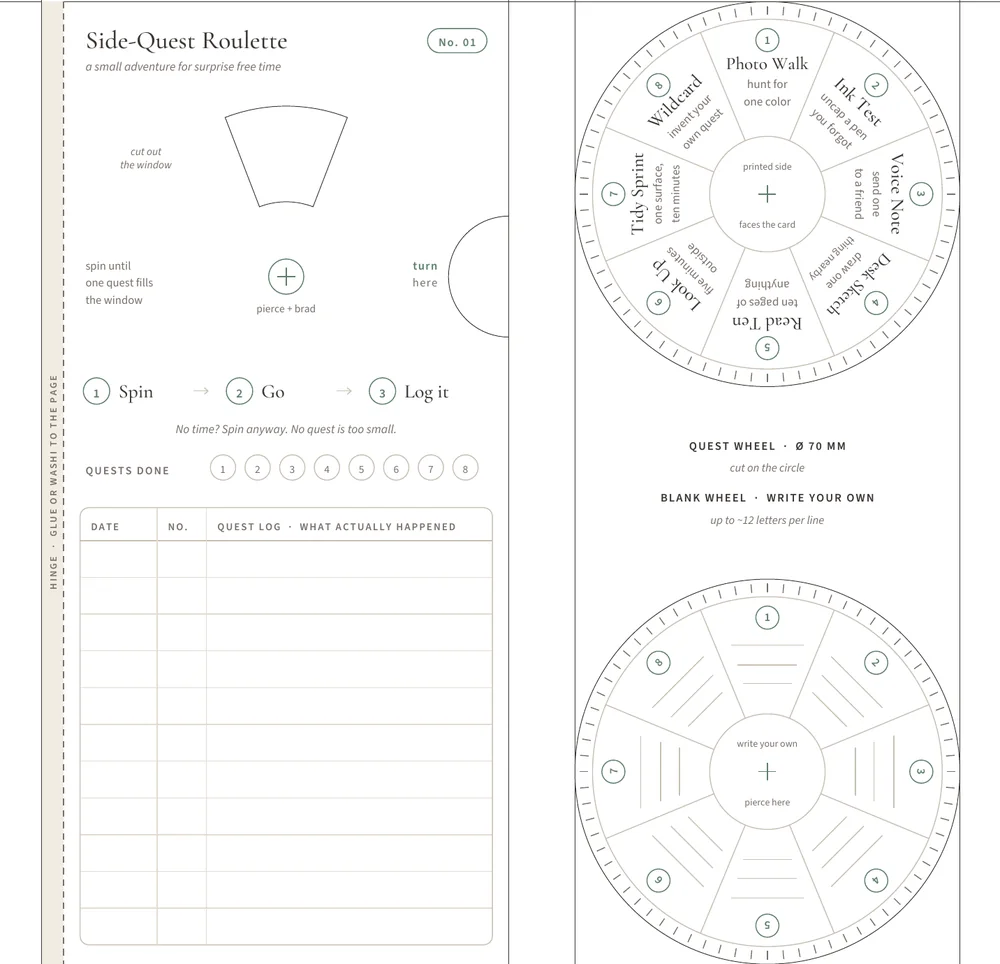 Side-Quest Roulette
No. 01
a small adventure for surprise free time
cut out
the window
spin until
one quest fills
the window
pierce + brad
turn
here
HINGE · GLUE OR WASHI TO THE PAGE
1 Spin → 2 Go → 3 Log it
No time? Spin anyway. No quest is too small.
QUESTS DONE 1 2 3 4 5 6 7 8
DATE NO. QUEST LOG · WHAT ACTUALLY HAPPENED
1
Photo Walk
hunt for
one color
2
Ink Test
uncap a pen
you forgot
3
Voice Note
send one
to a friend
4
Desk Sketch
draw one
thing nearby
5
Read Ten
ten pages of
anything
6
Look Up
five minutes
outside
7
Tidy Sprint
one surface,
ten minutes
8
Wildcard
invent your
own quest
printed side
faces the card
QUEST WHEEL · Ø 70 MM
cut on the circle
BLANK WHEEL · WRITE YOUR OWN
up to ~12 letters per line
1
2
3
4
5
6
7
8
write your own
pierce here